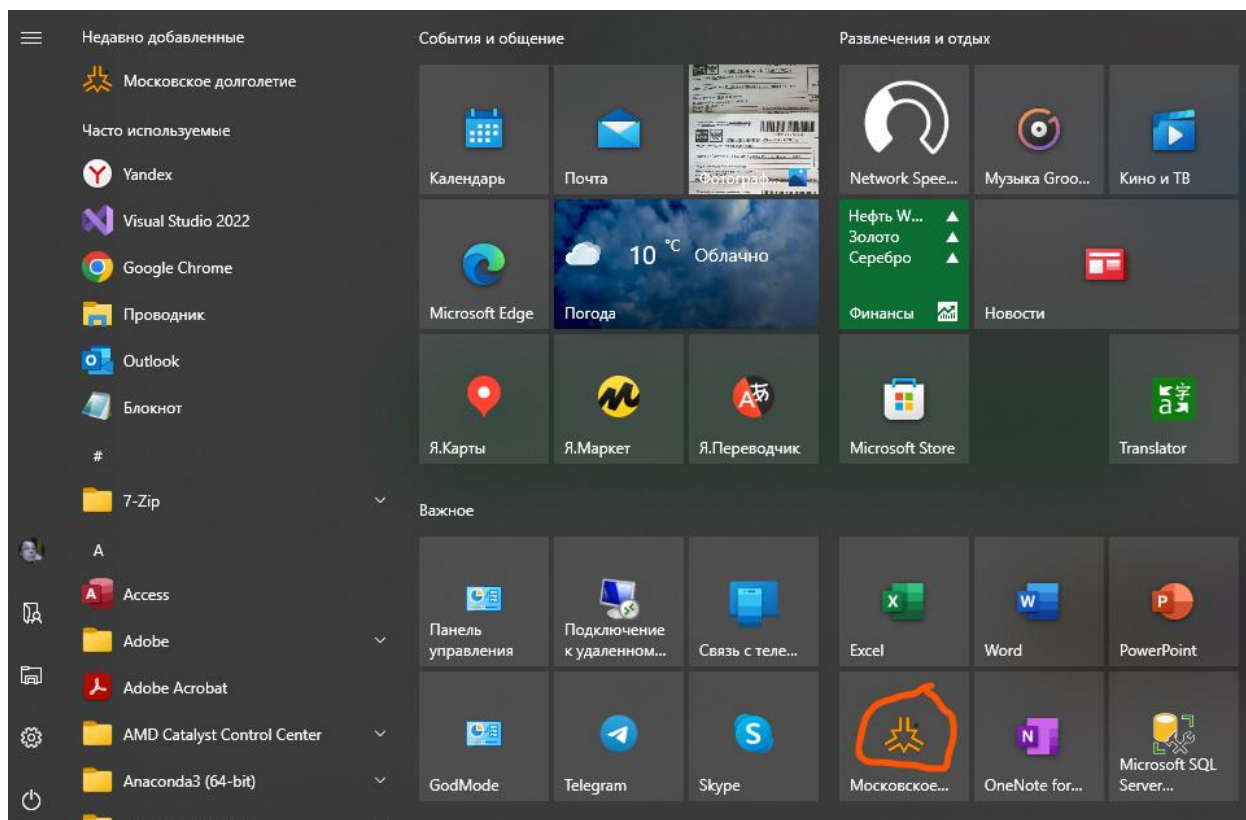 Недавно добавленные
Московское долголетие
Часто используемые
Yandex
Visual Studio 2022
Google Chrome
Проводник
Outlook
Блокнот
#
7-Zip
A
Access
Adobe
Adobe Acrobat
AMD Catalyst Control Center
Anaconda3 (64-bit)
События и общение
Календарь
Почта
Фотограф...
Microsoft Edge
10 °C Облачно
Погода
Я.Карты
Я.Маркет
Я.Переводчик
Развлечения и отдых
Network Spee...
Музыка Groo...
Кино и ТВ
Нефть W...
Золото
Серебро
Финансы
Новости
Microsoft Store
Translator
Важное
Панель
управления
Подключение
к удаленном...
Связь с теле...
GodMode
Telegram
Skype
Excel
Word
PowerPoint
Московское...
OneNote for...
Microsoft SQL
Server...